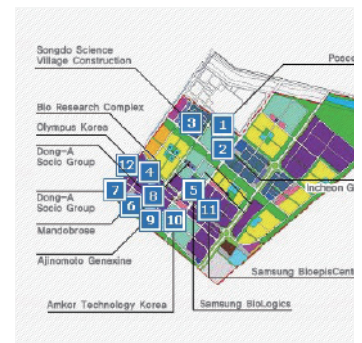 Songdo Science
Village Construction
Posco
Bio Research Complex
Olympus Korea
Dong-A
Socio Group
Dong-A
Socio Group
Mandobrose
Ajinomoto Genexine
Amkor Technology Korea
Samsung BioLogics
Samsung BioepisCent
Incheon G
3
1
2
12
4
7
5
8
6
11
9
10